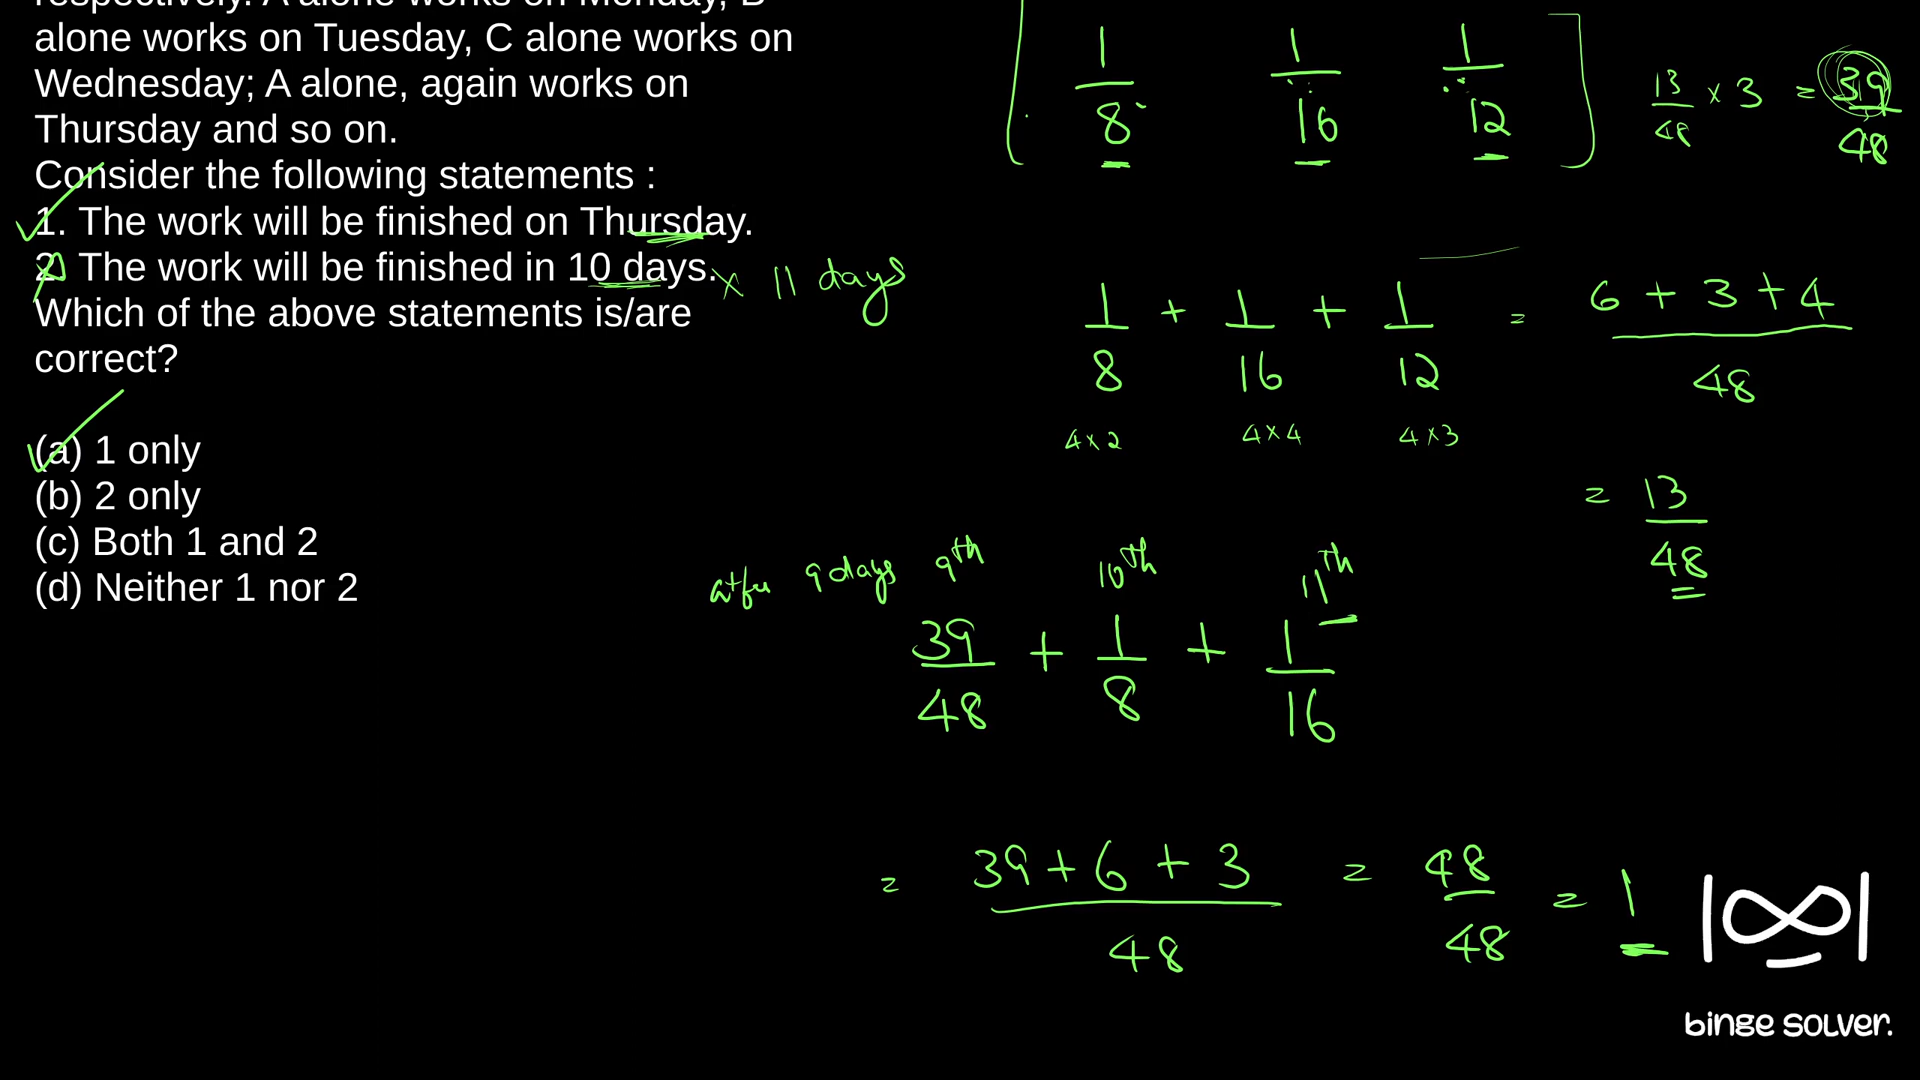 respectively. A alone works on Monday, B
alone works on Tuesday, C alone works on
Wednesday; A alone, again works on
Thursday and so on.
Consider the following statements :
1. The work will be finished on Thursday.
2. The work will be finished in 10 days. × 11 days
Which of the above statements is/are
correct?
(a) 1 only
(b) 2 only
(c) Both 1 and 2
(d) Neither 1 nor 2
[ 1/8 1/16 1/12 ] 13/48 × 3 = 39/48
1/8 + 1/16 + 1/12 = 6 + 3 + 4 / 48
4×2 4×4 4×3
= 13/48
after 9 days 9th 10th 11th
39/48 + 1/8 + 1/16
= 39 + 6 + 3 / 48 = 48/48 = 1
binge solver.